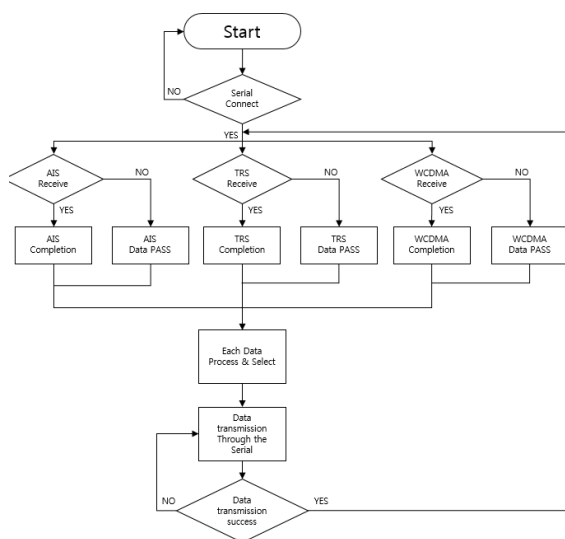 Start
NO
Serial
Connect
YES
AIS
Receive
NO
TRS
Receive
NO
WCDMA
Receive
NO
YES
YES
YES
AIS
Completion
AIS
Data PASS
TRS
Completion
TRS
Data PASS
WCDMA
Completion
WCDMA
Data PASS
Each Data
Process & Select
Data
transmission
Through the
Serial
NO
Data
transmission
success
YES